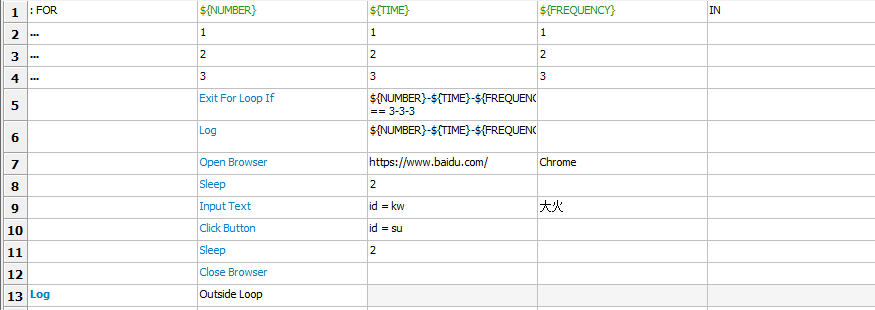 1 : FOR ${NUMBER} ${TIME} ${FREQUENCY} IN
2 ... 1 1 1
3 ... 2 2 2
4 ... 3 3 3
5 Exit For Loop If ${NUMBER}-${TIME}-${FREQUENC
== 3-3-3
6 Log ${NUMBER}-${TIME}-${FREQUENC
7 Open Browser https://www.baidu.com/ Chrome
8 Sleep 2
9 Input Text id = kw 大火
10 Click Button id = su
11 Sleep 2
12 Close Browser
13 Log Outside Loop